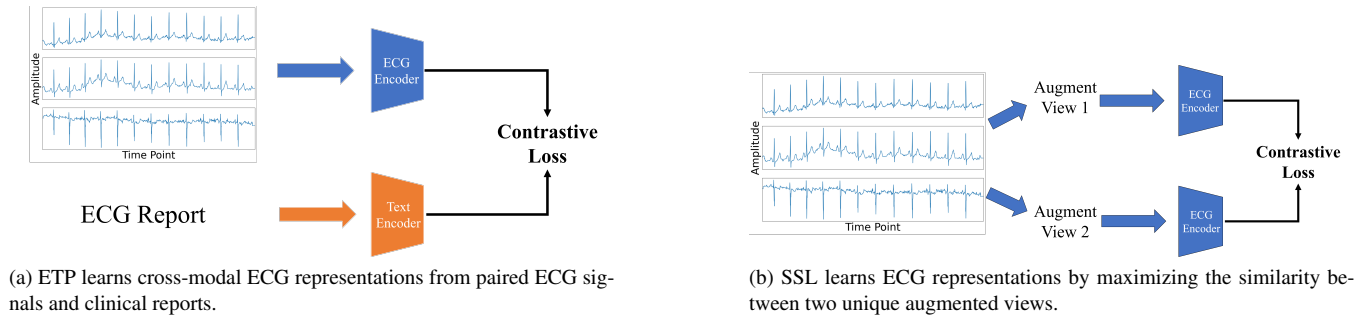 Amplitude
Time Point
ECG
Encoder
Contrastive
Loss
ECG Report
Text
Encoder
(a) ETP learns cross-modal ECG representations from paired ECG sig-
nals and clinical reports.
Amplitude
Time Point
Augment
View 1
ECG
Encoder
Contrastive
Loss
Augment
View 2
ECG
Encoder
(b) SSL learns ECG representations by maximizing the similarity be-
tween two unique augmented views.